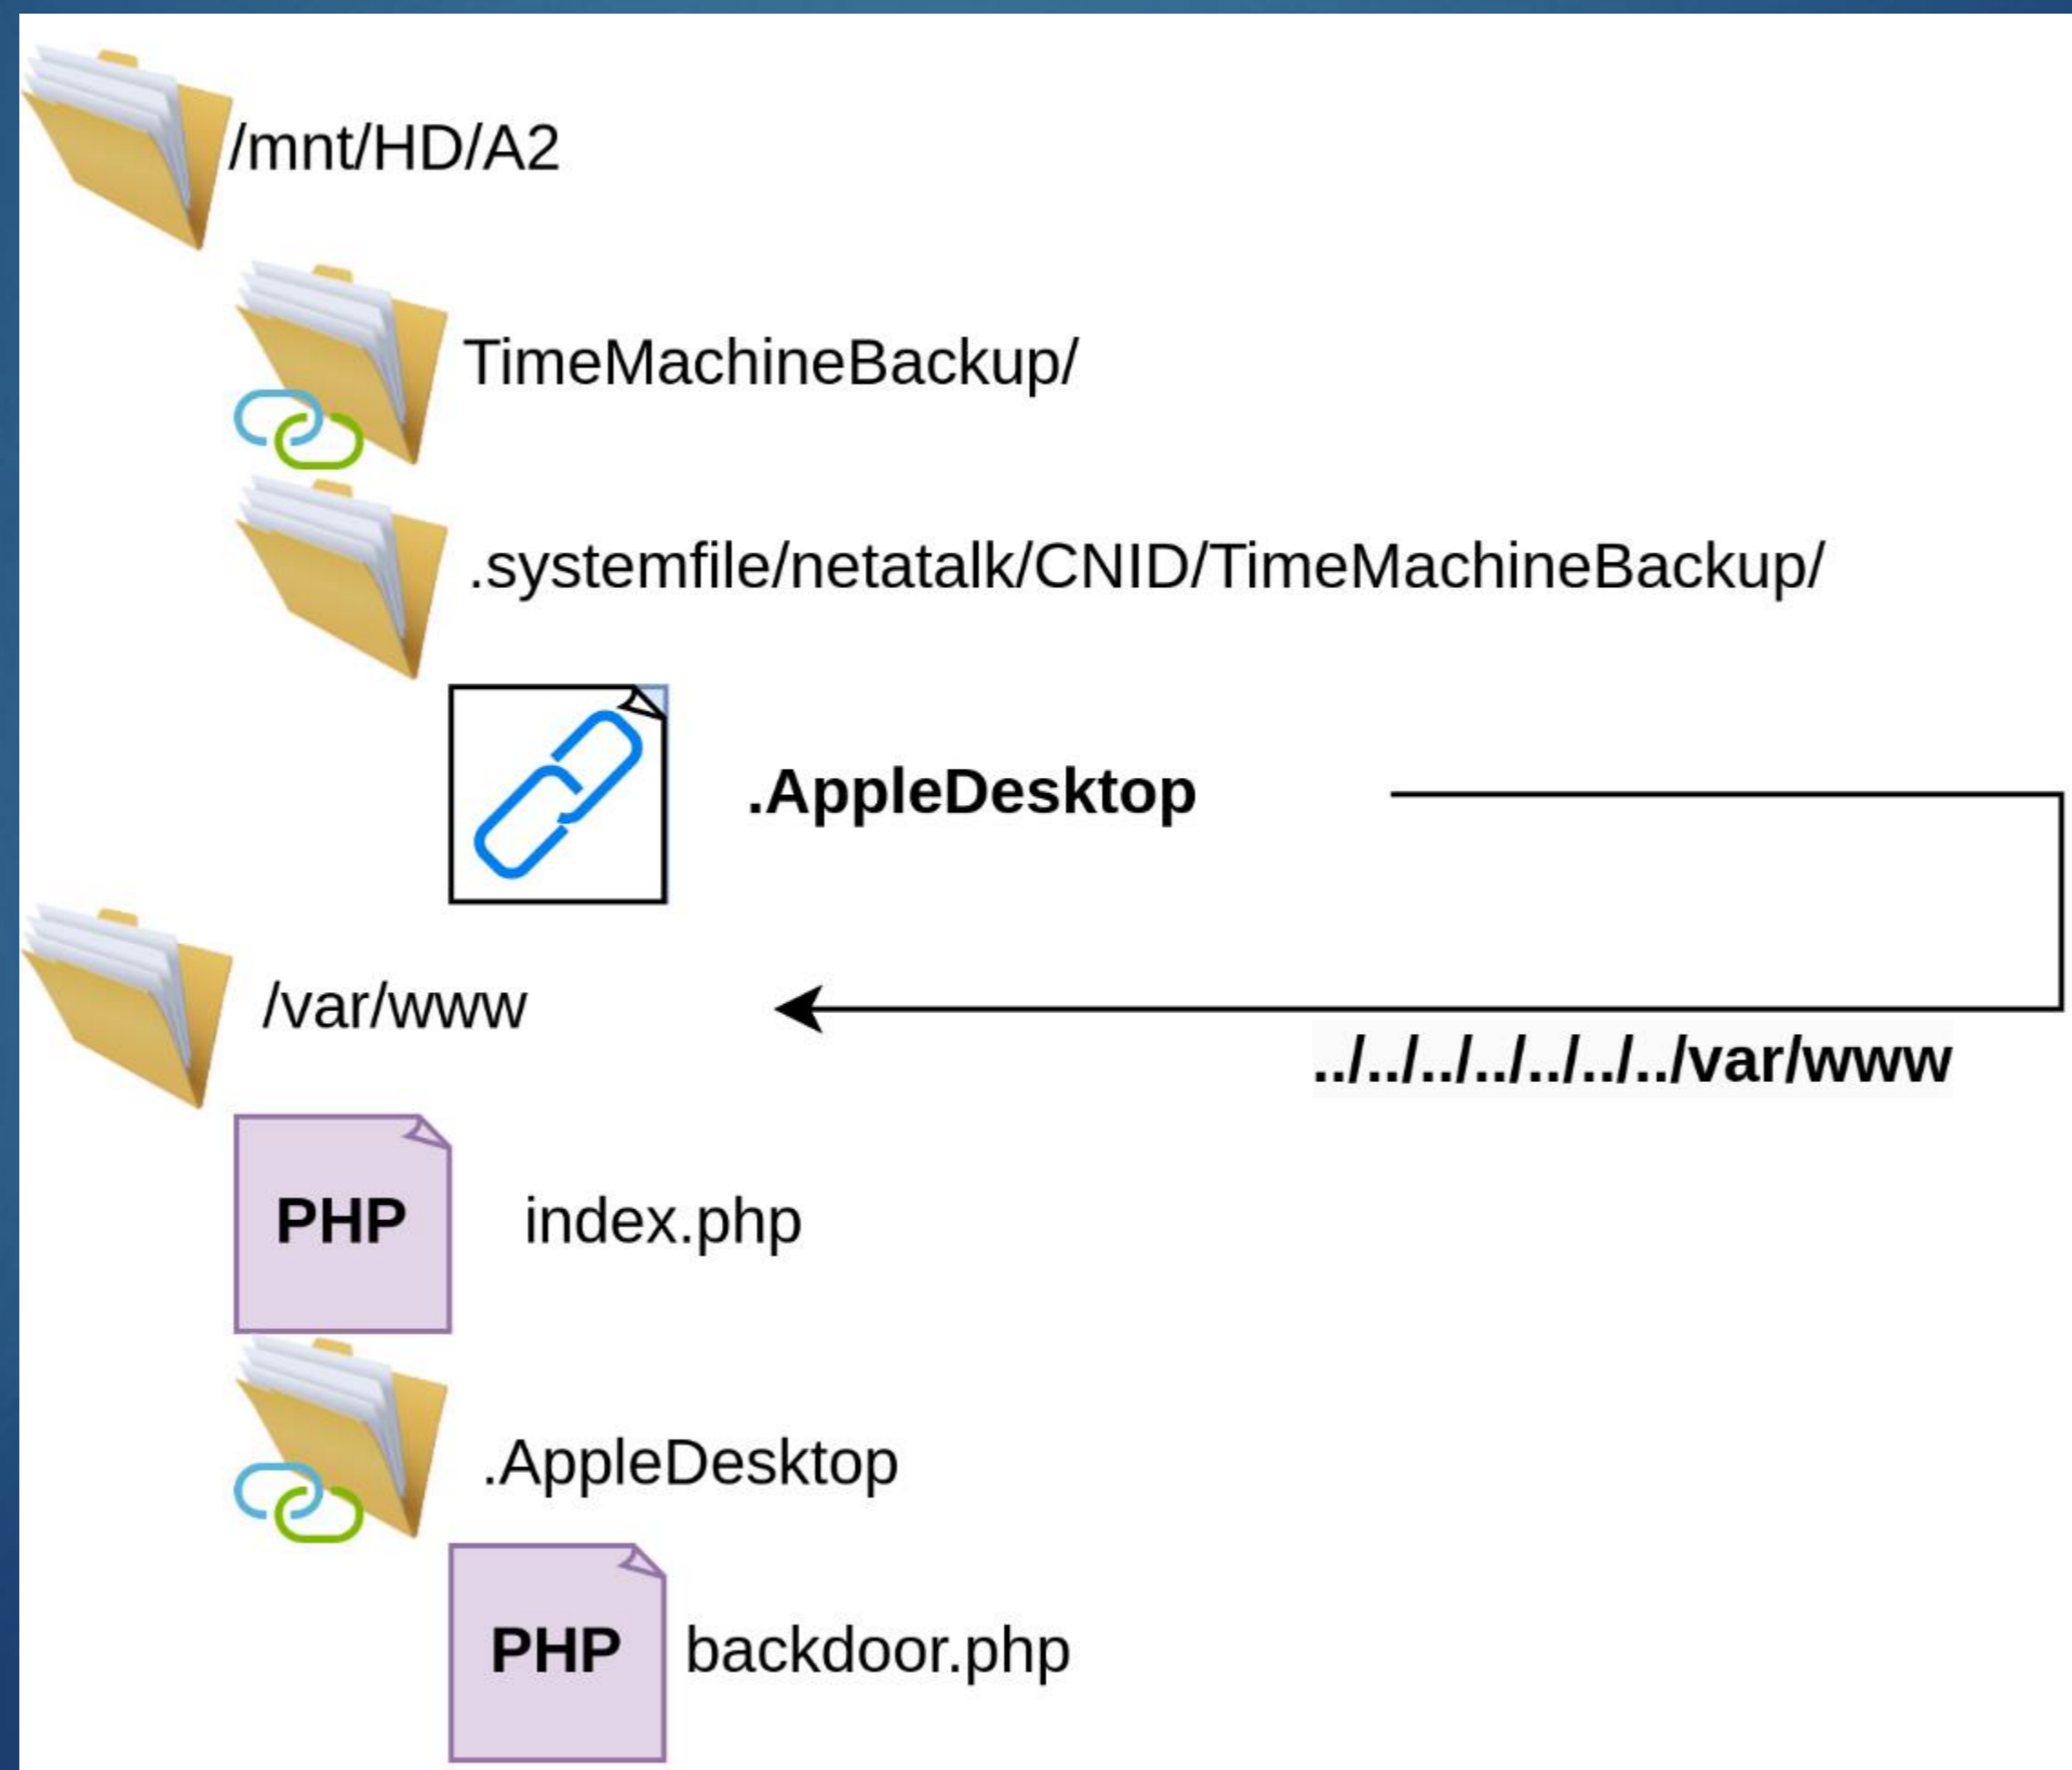 /mnt/HD/A2
TimeMachineBackup/
.systemfile/netatalk/CNID/TimeMachineBackup/
.AppleDesktop
/var/www
../../../../../../../var/www
PHP
index.php
.AppleDesktop
PHP
backdoor.php